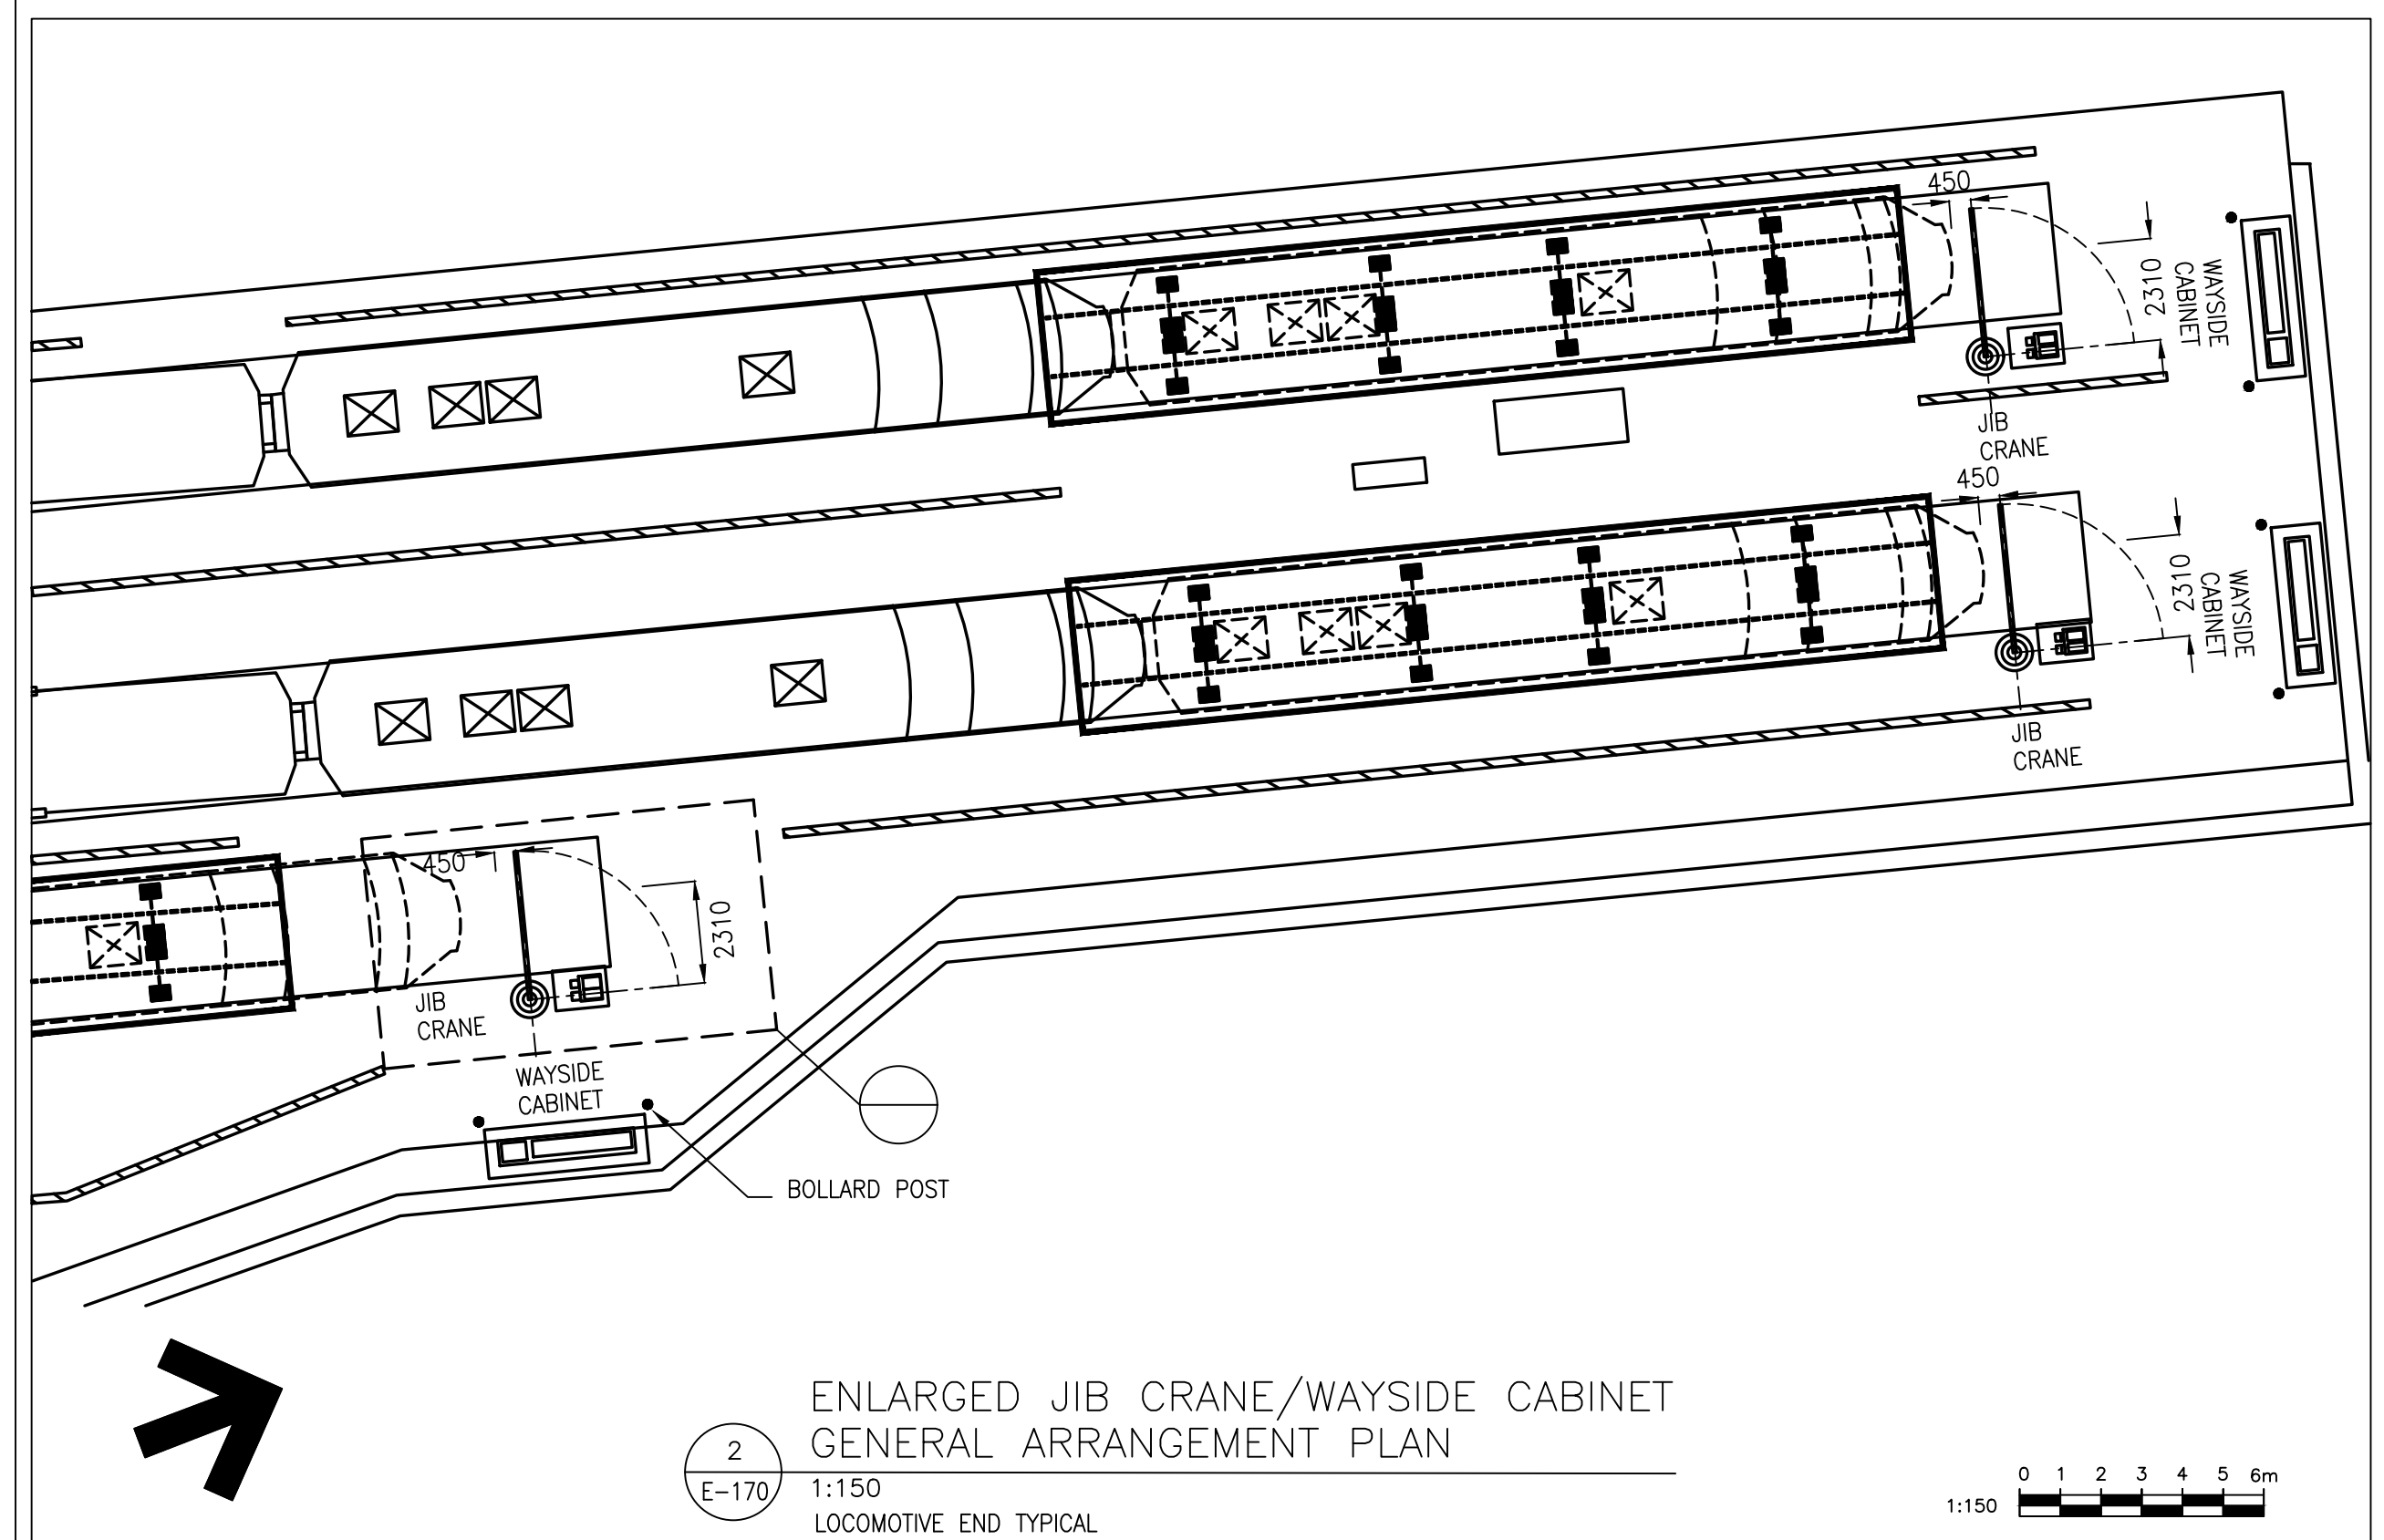 450
2310
WAYSIDE
CABINET
JIB
CRANE
450
2310
WAYSIDE
CABINET
JIB
CRANE
450
2310
JIB
CRANE
WAYSIDE
CABINET
BOLLARD POST
ENLARGED JIB CRANE/WAYSIDE CABINET
GENERAL ARRANGEMENT PLAN
2
E-170
1:150
LOCOMOTIVE END TYPICAL
0 1 2 3 4 5 6m
1:150